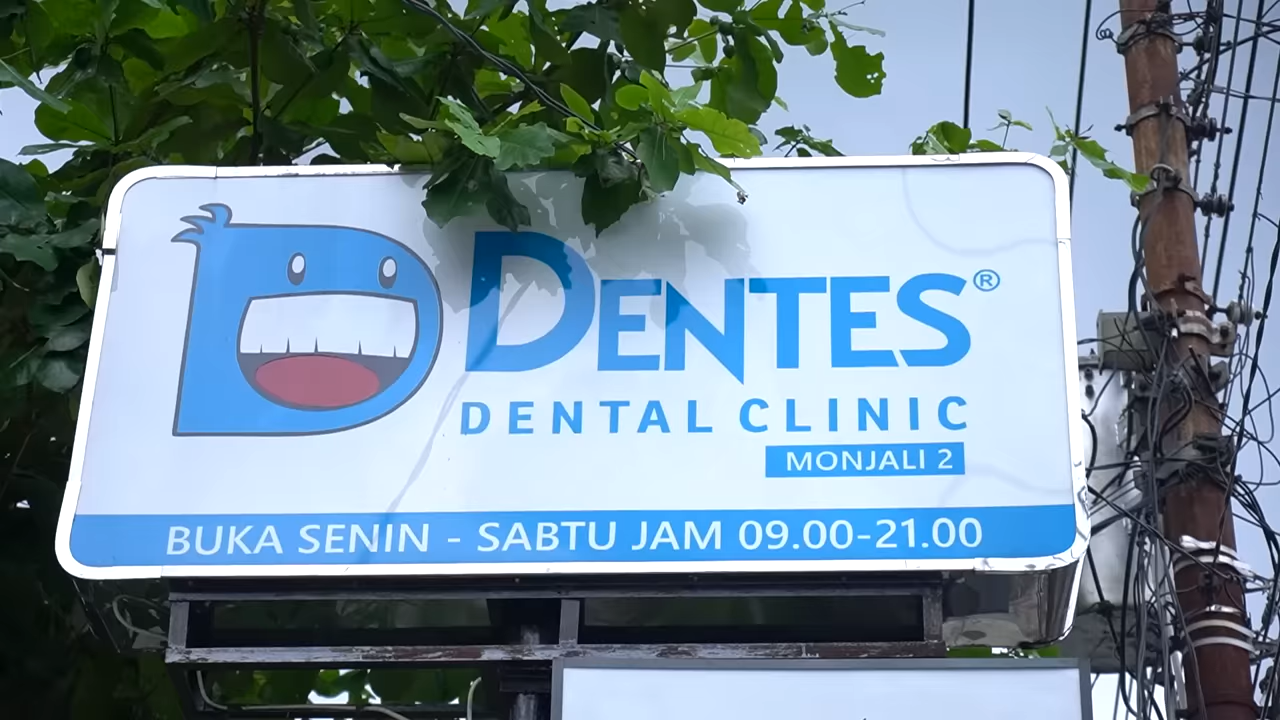 DENTES®
DENTAL CLINIC
MONJALI 2
BUKA SENIN - SABTU JAM 09.00-21.00